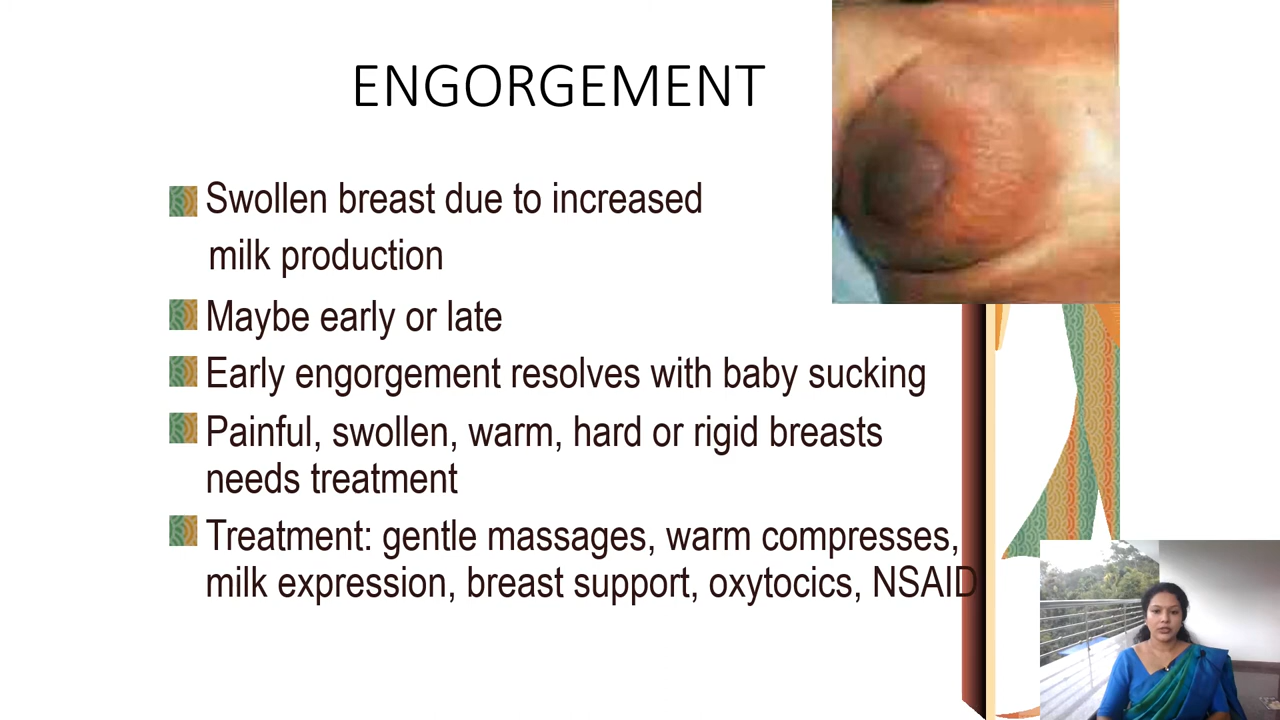 ENGORGEMENT
Swollen breast due to increased
milk production
Maybe early or late
Early engorgement resolves with baby sucking
Painful, swollen, warm, hard or rigid breasts
needs treatment
Treatment: gentle massages, warm compresses,
milk expression, breast support, oxytocics, NSAID